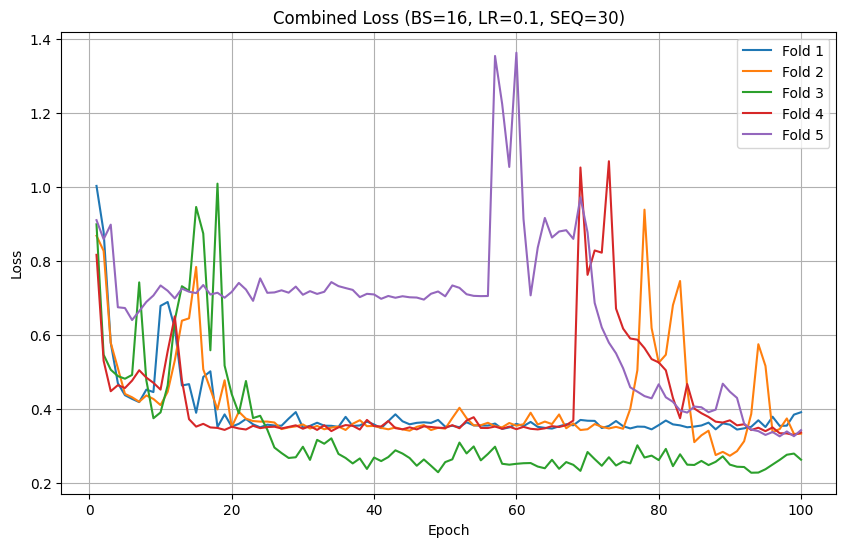 Combined Loss (BS=16, LR=0.1, SEQ=30)
Loss
1.4
1.2
1.0
0.8
0.6
0.4
0.2
Fold 1
Fold 2
Fold 3
Fold 4
Fold 5
0 20 40 60 80 100
Epoch